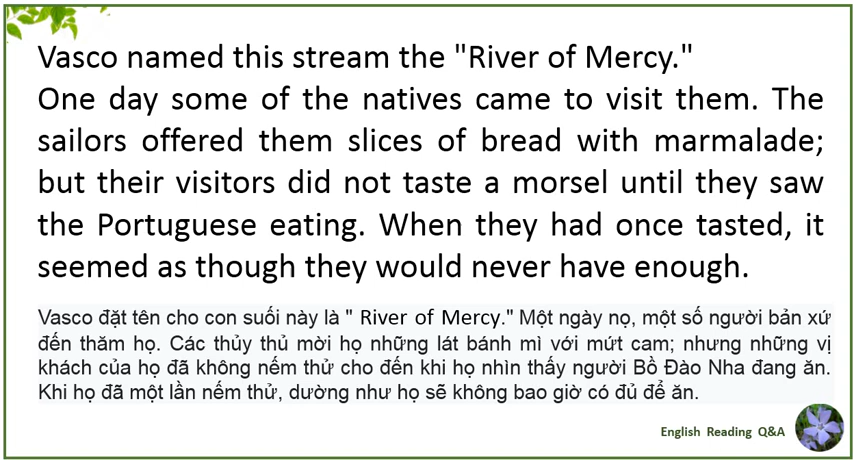 Vasco named this stream the "River of Mercy."
One day some of the natives came to visit them. The
sailors offered them slices of bread with marmalade;
but their visitors did not taste a morsel until they saw
the Portuguese eating. When they had once tasted, it
seemed as though they would never have enough.
Vasco đặt tên cho con suối này là " River of Mercy." Một ngày nọ, một số người bản xứ
đến thăm họ. Các thủy thủ mời họ những lát bánh mì với mứt cam; nhưng những vị
khách của họ đã không nếm thử cho đến khi họ nhìn thấy người Bồ Đào Nha đang ăn.
Khi họ đã một lần nếm thử, dường như họ sẽ không bao giờ có đủ để ăn.
English Reading Q&A